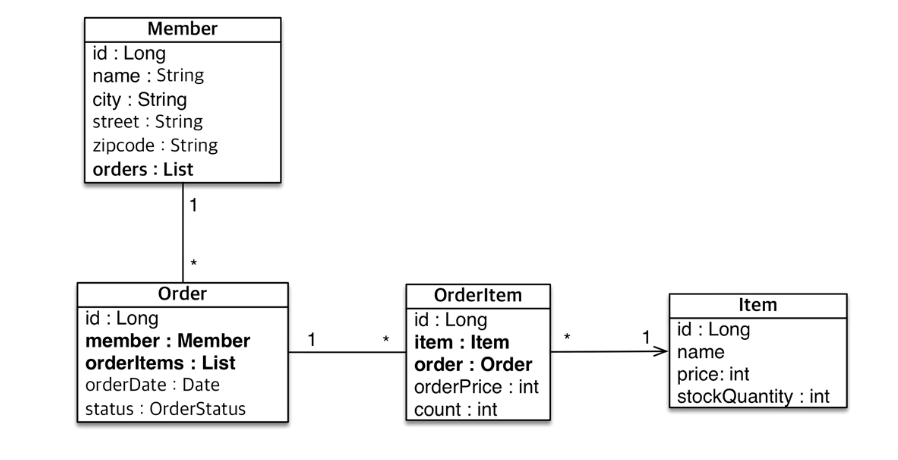 Member
id : Long
name : String
city : String
street : String
zipcode : String
orders : List
1
*
Order
id : Long
member : Member
orderItems : List
orderDate : Date
status : OrderStatus
1
*
OrderItem
id : Long
item : Item
order : Order
orderPrice : int
count : int
*
1
Item
id : Long
name
price: int
stockQuantity : int